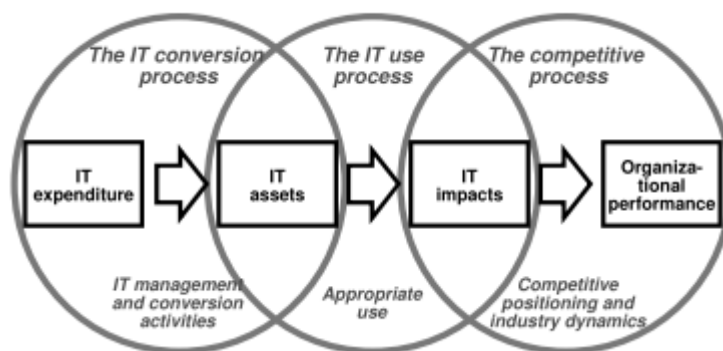 The IT conversion
process
The IT use
process
The competitive
process
IT
expenditure
IT
assets
IT
impacts
Organiza-
tional
performance
IT management
and conversion
activities
Appropriate
use
Competitive
positioning and
industry dynamics